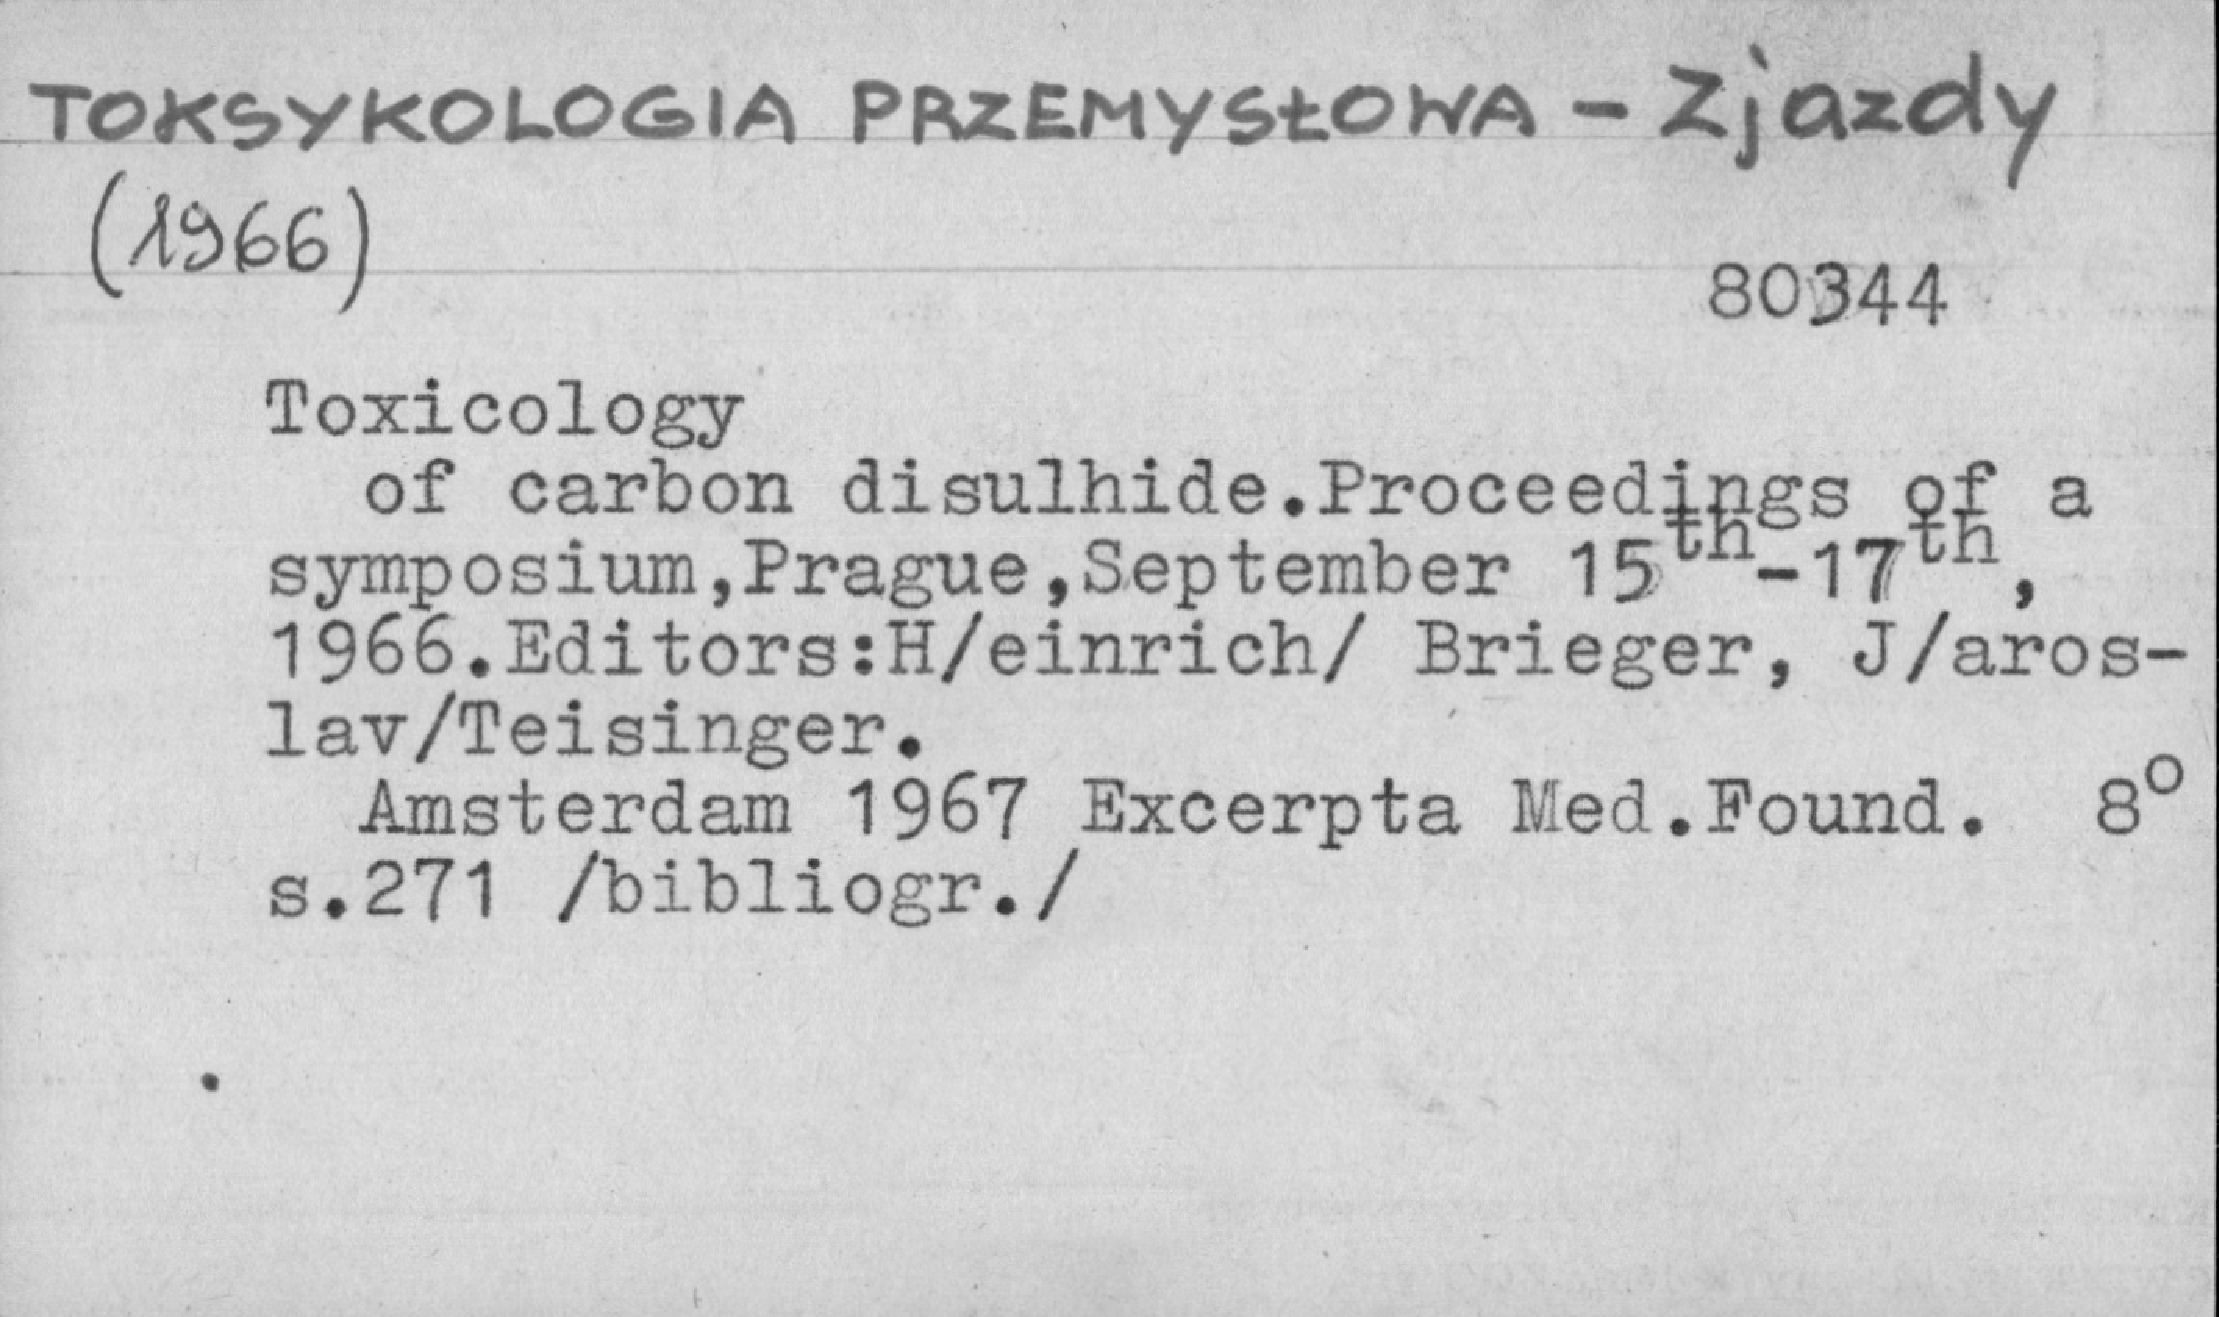 TOKSYKOLOGIA PRZEMYSŁOWA - Zjazdy
(1966)
80344
Toxicology
of carbon disulhide.Proceedings of a
symposium,Prague,September 15th-17th,
1966.Editors:H/einrich/ Brieger, J/aros-
lav/Teisinger.
Amsterdam 1967 Excerpta Med.Found. 8°
s.271 /bibliogr./